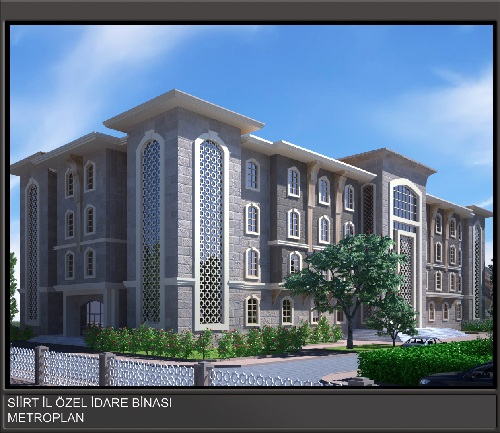 SİİRT İL ÖZEL İDARE BİNASI
METROPLAN